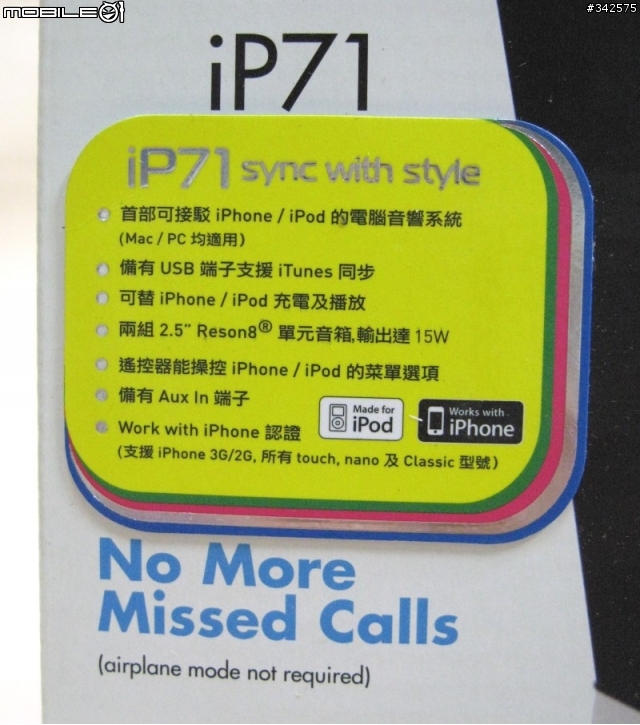 MOBILE01
#342575
iP71
iP71 sync with style
首部可接駁 iPhone / iPod 的電腦音響系統
(Mac / PC 均適用)
備有 USB 端子支援 iTunes 同步
可替 iPhone / iPod 充電及播放
兩組 2.5" Reson8® 單元音箱,輸出達 15W
遙控器能操控 iPhone / iPod 的菜單選項
備有 Aux In 端子
Made for
iPod
Works with
iPhone
Work with iPhone 認證
(支援 iPhone 3G/2G, 所有 touch, nano 及 Classic 型號)
No More
Missed Calls
(airplane mode not required)